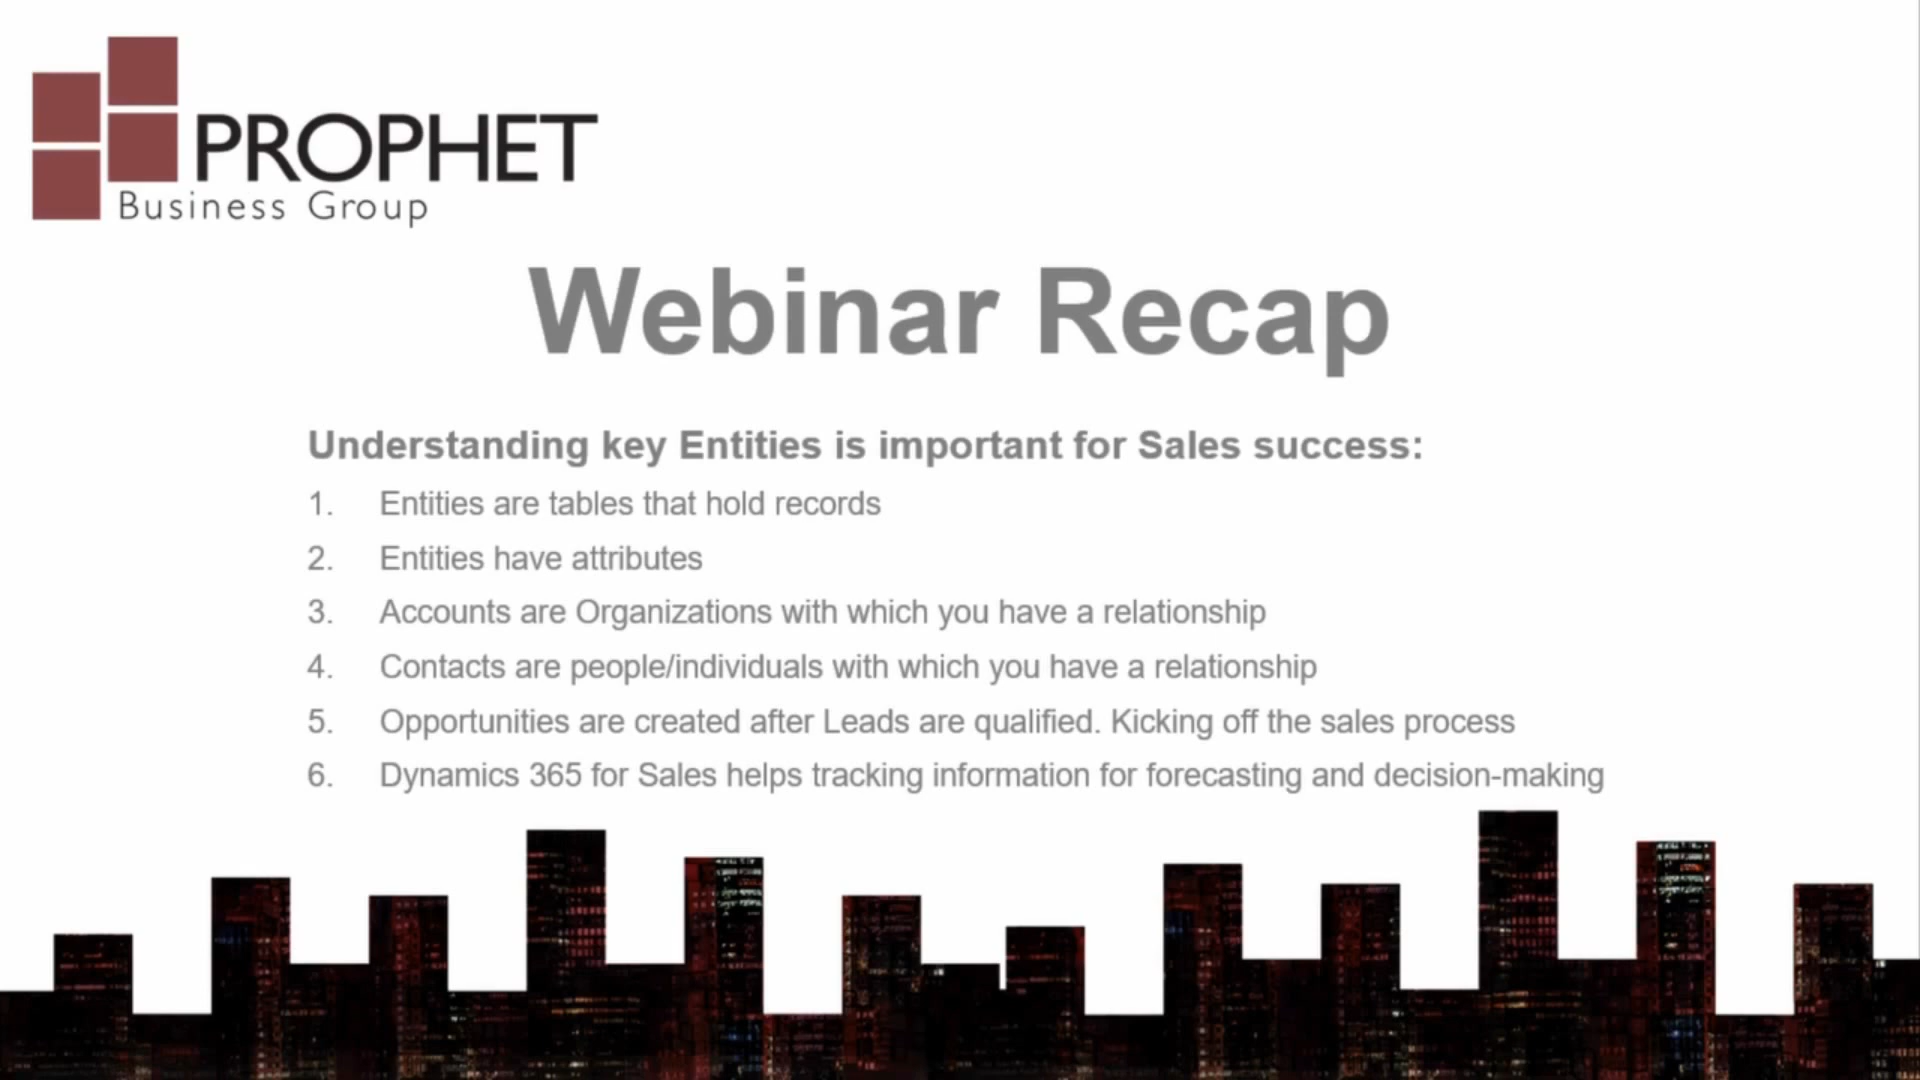 PROPHET
Business Group
Webinar Recap
Understanding key Entities is important for Sales success:
1. Entities are tables that hold records
2. Entities have attributes
3. Accounts are Organizations with which you have a relationship
4. Contacts are people/individuals with which you have a relationship
5. Opportunities are created after Leads are qualified. Kicking off the sales process
6. Dynamics 365 for Sales helps tracking information for forecasting and decision-making